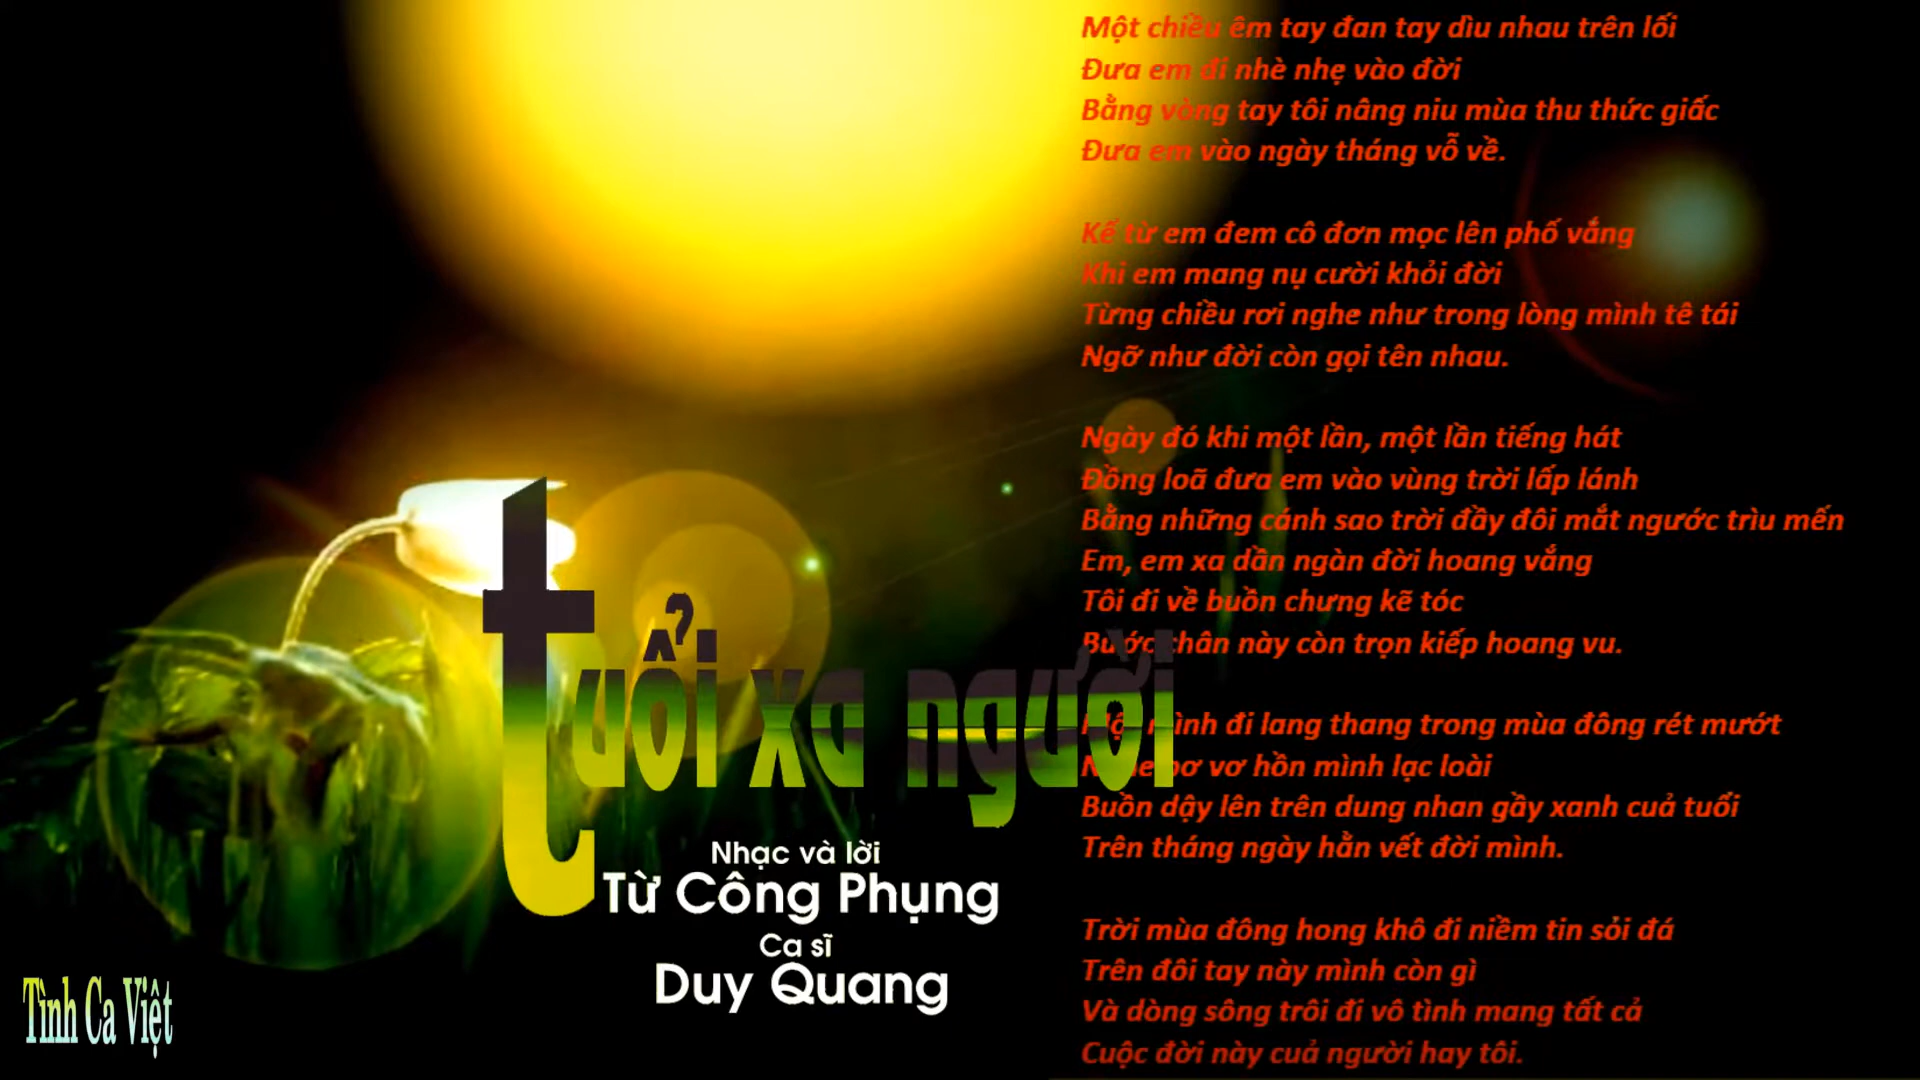 Một chiều êm tay đan tay dìu nhau trên lối
Đưa em đi nhè nhẹ vào đời
Bằng vòng tay tôi nâng niu mùa thu thức giấc
Đưa em vào ngày tháng vỗ về.
Kể từ em đem cô đơn mọc lên phố vắng
Khi em mang nụ cười khỏi đời
Từng chiều rơi nghe như trong lòng mình tê tái
Ngỡ như đời còn gọi tên nhau.
Ngày đó khi một lần, một lần tiếng hát
Đồng loã đưa em vào vùng trời lấp lánh
Bằng những cánh sao trời đầy đôi mắt ngước trìu mến
Em, em xa dần ngàn đời hoang vắng
Tôi đi về buồn chưng kẽ tóc
Bước chân này còn trọn kiếp hoang vu.
Một mình đi lang thang trong mùa đông rét mướt
Nghe bơ vơ hồn mình lạc loài
Buồn dậy lên trên dung nhan gầy xanh cuả tuổi
Trên tháng ngày hằn vết đời mình.
Trời mùa đông hong khô đi niềm tin sỏi đá
Trên đôi tay này mình còn gì
Và dòng sông trôi đi vô tình mang tất cả
Cuộc đời này cuả người hay tôi.
tuổi xa người
Nhạc và lời
Từ Công Phụng
Ca sĩ
Duy Quang
Tình Ca Việt